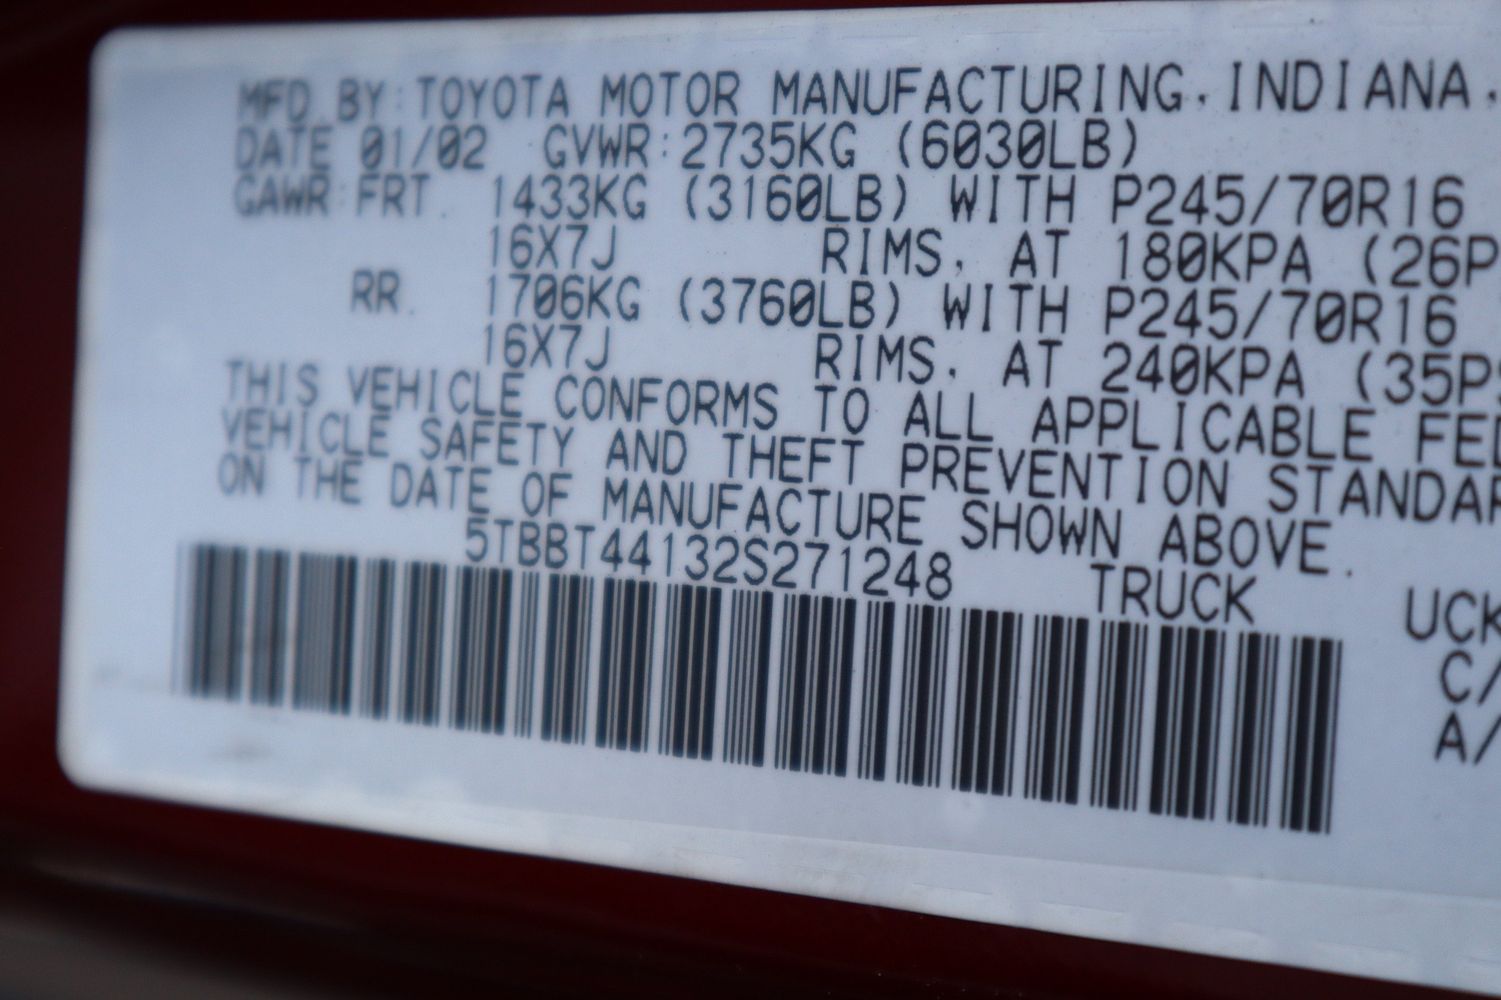 MFD. BY: TOYOTA MOTOR MANUFACTURING, INDIANA,
DATE 01/02 GVWR: 2735KG (6030LB)
GAWR: FRT. 1433KG (3160LB) WITH P245/70R16
16X7J RIMS, AT 180KPA (26P
RR. 1706KG (3760LB) WITH P245/70R16
16X7J RIMS, AT 240KPA (35PS
THIS VEHICLE CONFORMS TO ALL APPLICABLE FED
VEHICLE SAFETY AND THEFT PREVENTION STANDAR
ON THE DATE OF MANUFACTURE SHOWN ABOVE.
5TBBT44132S271248 TRUCK
UCK
C/
A/